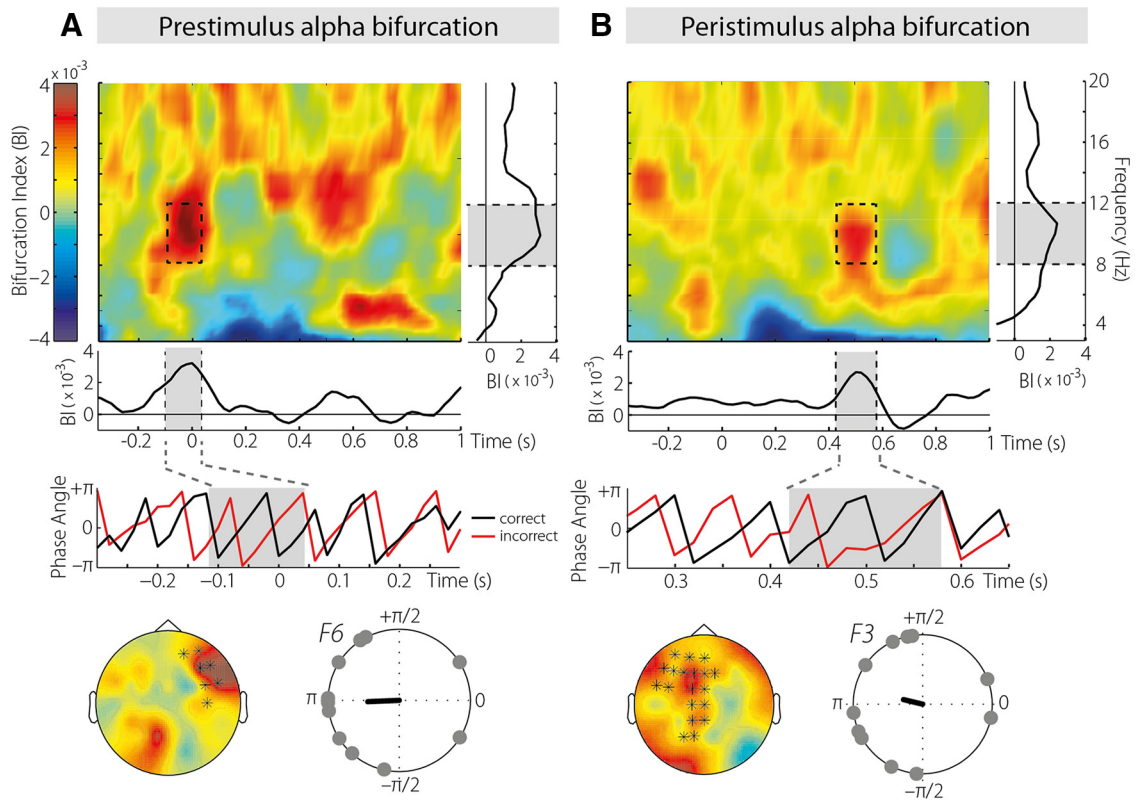 A Prestimulus alpha bifurcation
B Peristimulus alpha bifurcation
Bifurcation Index (BI)
4 ×10⁻³
2
0
−2
−4
0 2 4
BI ( x 10⁻³)
20
16
12
8
4
Frequency (Hz)
0 2 4
BI ( x 10⁻³)
BI ( x 10⁻³)
4
2
0
-0.2 0 0.2 0.4 0.6 0.8 1 Time (s)
BI ( x 10⁻³)
4
2
0
-0.2 0 0.2 0.4 0.6 0.8 1 Time (s)
Phase Angle
+π
0
−π
−0.2 −0.1 0 0.1 0.2 Time (s)
correct
incorrect
Phase Angle
+π
0
−π
0.3 0.4 0.5 0.6 Time (s)
F6
+π/2
π
0
−π/2
F3
+π/2
π
0
−π/2